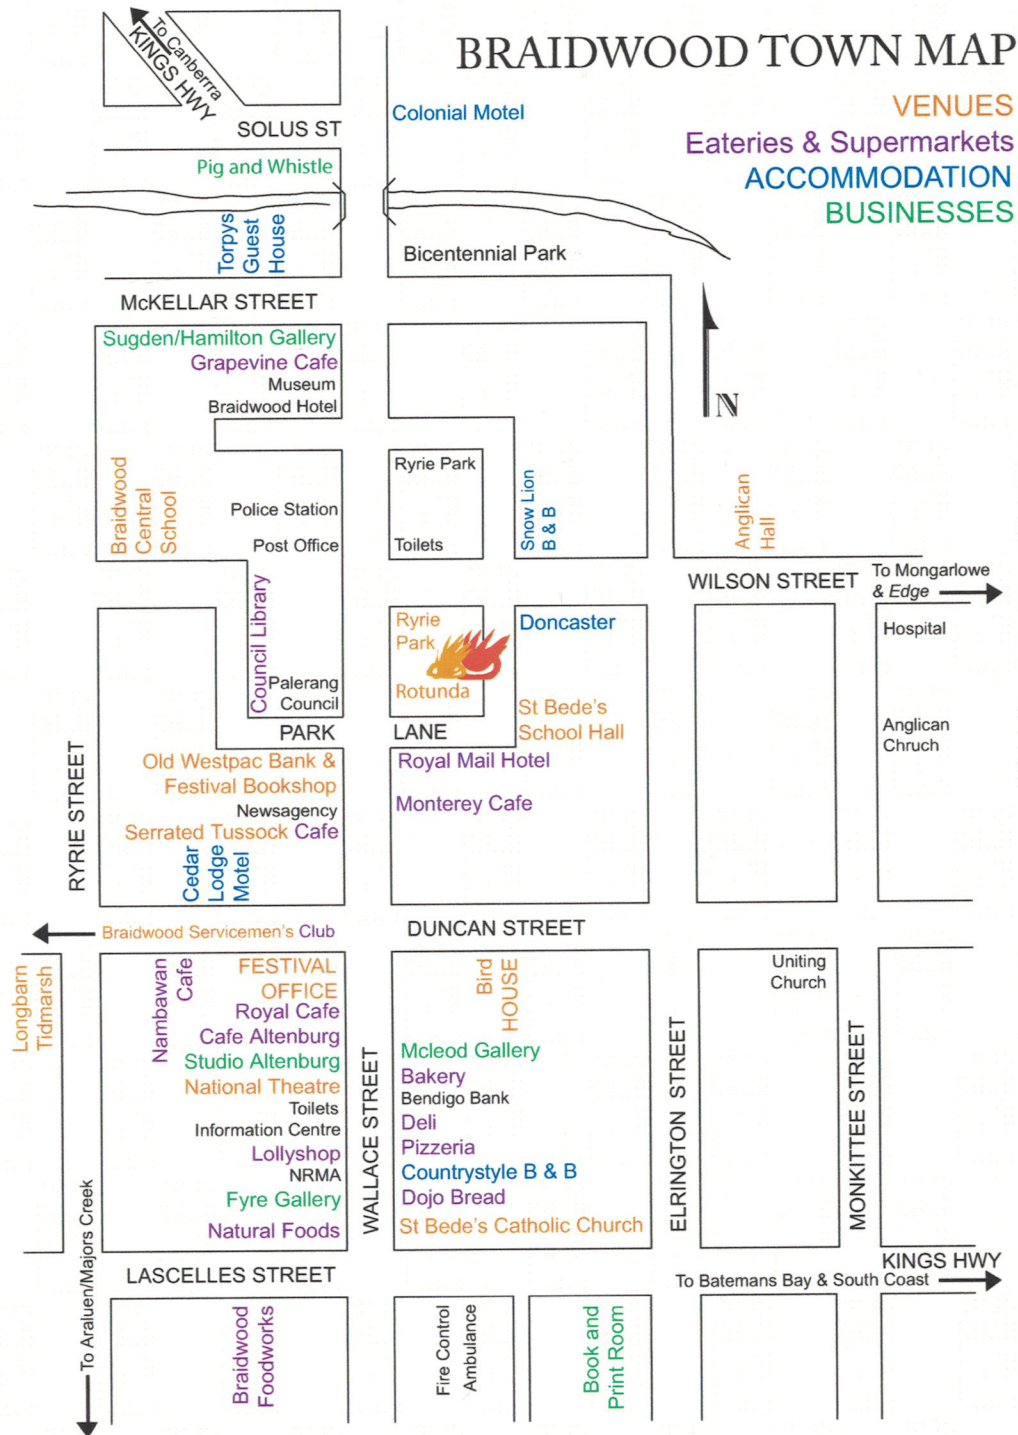 BRAIDWOOD TOWN MAP
VENUES
Eateries & Supermarkets
ACCOMMODATION
BUSINESSES
To Canberra
KINGS HWY
SOLUS ST
Colonial Motel
Pig and Whistle
Torpys
Guest
House
Bicentennial Park
McKELLAR STREET
Sugden/Hamilton Gallery
Grapevine Cafe
Museum
Braidwood Hotel
N
Braidwood
Central
School
Police Station
Post Office
Ryrie Park
Toilets
Snow Lion
B & B
Anglican
Hall
WILSON STREET
To Mongarlowe
& Edge
Council Library
Palerang
Council
Ryrie
Park
Rotunda
Doncaster
St Bede's
School Hall
Hospital
Anglican
Chruch
PARK
LANE
RYRIE STREET
Old Westpac Bank &
Festival Bookshop
Newsagency
Serrated Tussock Cafe
Cedar
Lodge
Motel
Royal Mail Hotel
Monterey Cafe
Braidwood Servicemen's Club
DUNCAN STREET
Longbarn
Tidmarsh
Nambawan
Cafe
FESTIVAL
OFFICE
Royal Cafe
Cafe Altenburg
Studio Altenburg
National Theatre
Toilets
Information Centre
Lollyshop
NRMA
Fyre Gallery
Natural Foods
WALLACE STREET
Bird
HOUSE
Mcleod Gallery
Bakery
Bendigo Bank
Deli
Pizzeria
Countrystyle B & B
Dojo Bread
St Bede's Catholic Church
ELRINGTON STREET
Uniting
Church
MONKITTEE STREET
LASCELLES STREET
KINGS HWY
To Batemans Bay & South Coast
To Araluen/Majors Creek
Braidwood
Foodworks
Fire Control
Ambulance
Book and
Print Room